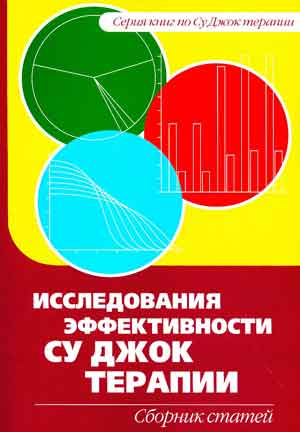 Серия книг по Су Джок терапии
ИССЛЕДОВАНИЯ
ЭФФЕКТИВНОСТИ
СУ ДЖОК
ТЕРАПИИ
Сборник статей